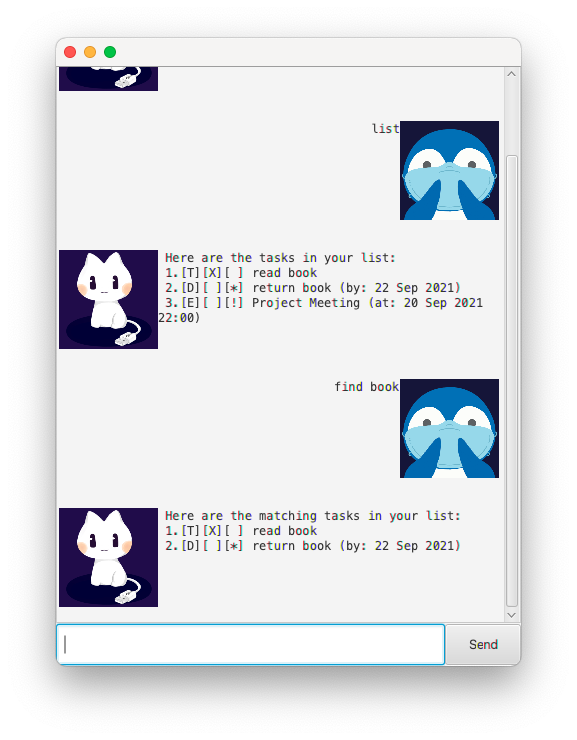 list
Here are the tasks in your list:
1.[T][X][ ] read book
2.[D][ ][*] return book (by: 22 Sep 2021)
3.[E][ ][!] Project Meeting (at: 20 Sep 2021
22:00)
find book
Here are the matching tasks in your list:
1.[T][X][ ] read book
2.[D][ ][*] return book (by: 22 Sep 2021)
Send